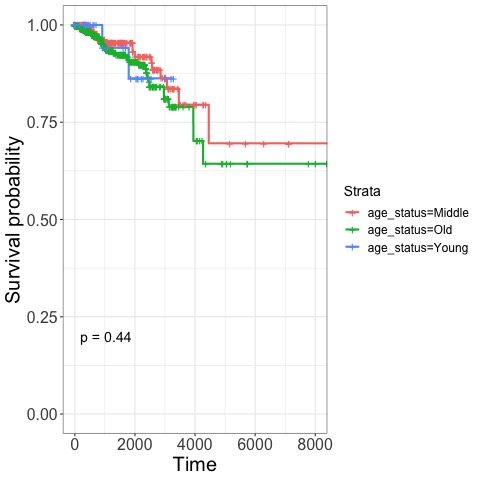 Survival probability
1.00
0.75
0.50
0.25
0.00
p = 0.44
0 2000 4000 6000 8000
Time
Strata
age_status=Middle
age_status=Old
age_status=Young